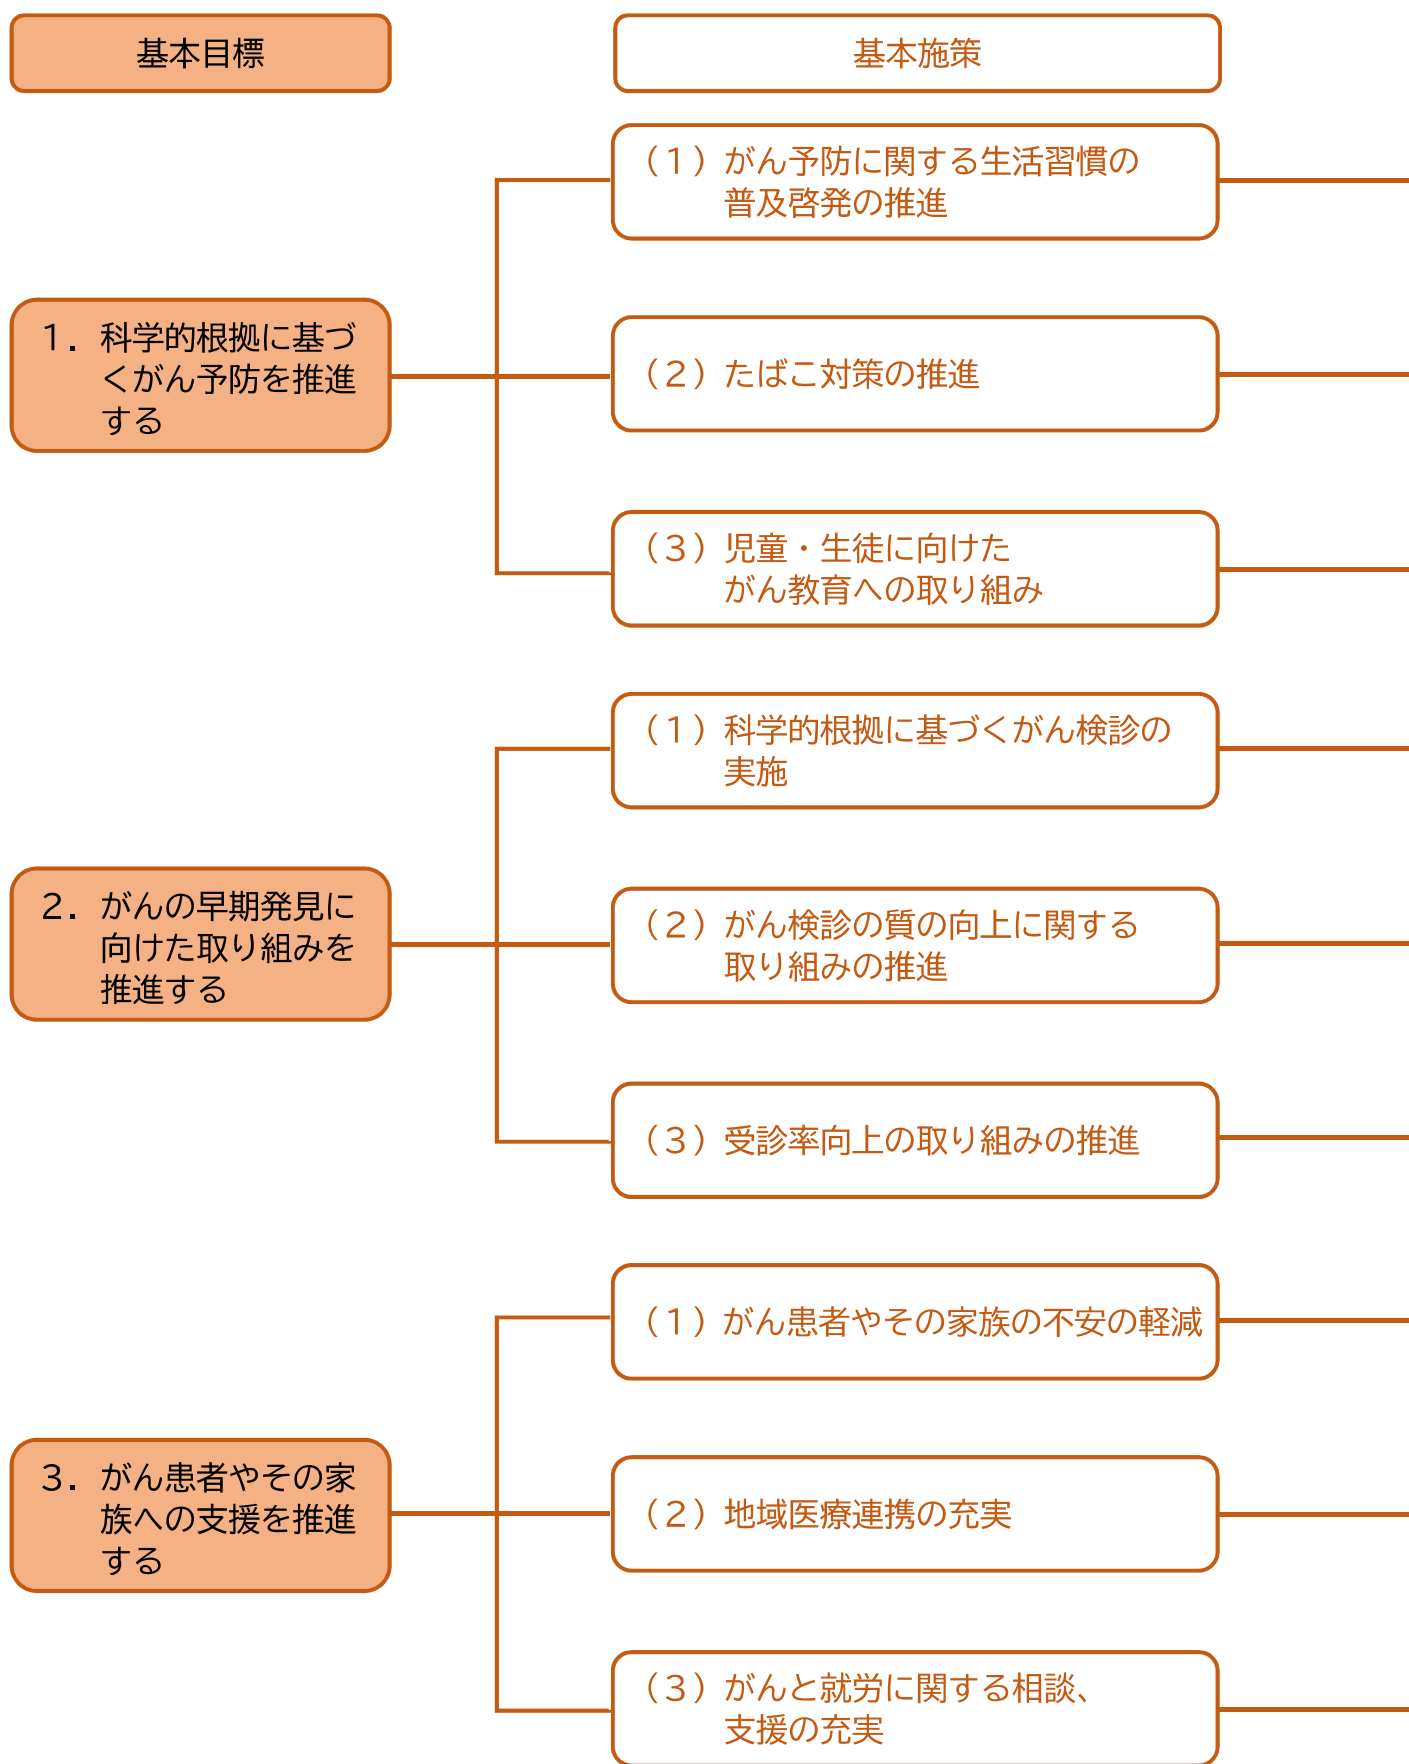 基本目標
基本施策
（１）がん予防に関する生活習慣の
普及啓発の推進
１．科学的根拠に基づ
くがん予防を推進
する
（２）たばこ対策の推進
（３）児童・生徒に向けた
がん教育への取り組み
（１）科学的根拠に基づくがん検診の
実施
２．がんの早期発見に
向けた取り組みを
推進する
（２）がん検診の質の向上に関する
取り組みの推進
（３）受診率向上の取り組みの推進
（１）がん患者やその家族の不安の軽減
３．がん患者やその家
族への支援を推進
する
（２）地域医療連携の充実
（３）がんと就労に関する相談、
支援の充実